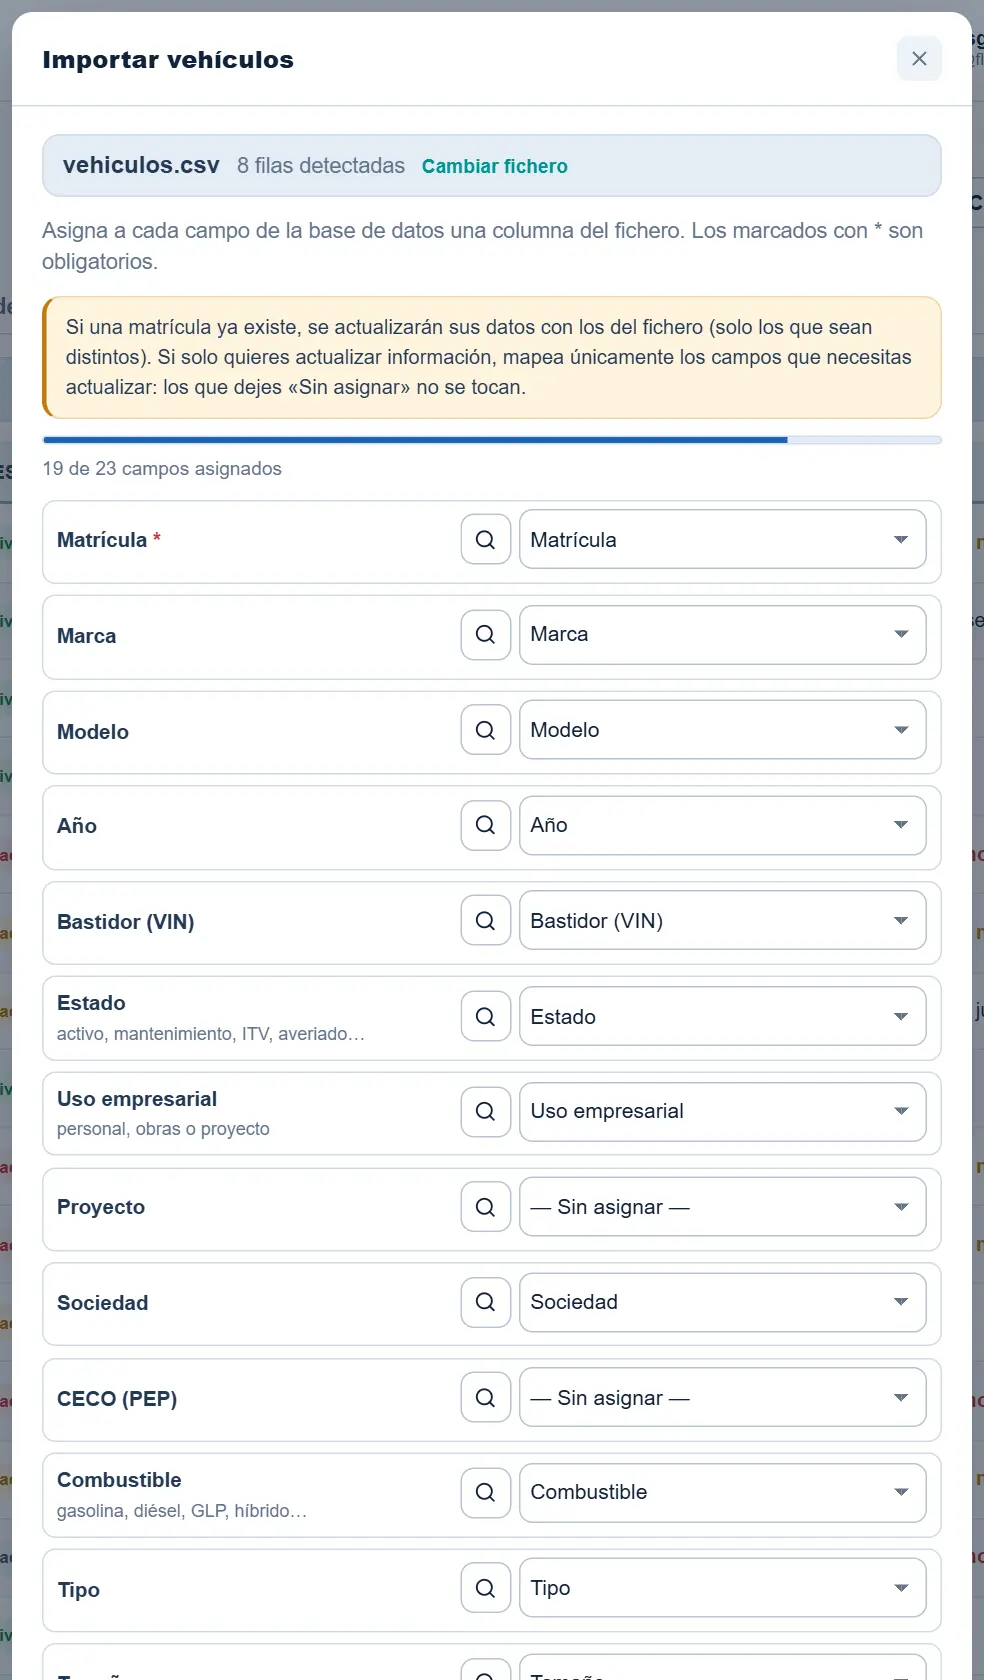 Importar vehículos
vehiculos.csv 8 filas detectadas Cambiar fichero
Asigna a cada campo de la base de datos una columna del fichero. Los marcados con * son
obligatorios.
Si una matrícula ya existe, se actualizarán sus datos con los del fichero (solo los que sean
distintos). Si solo quieres actualizar información, mapea únicamente los campos que necesitas
actualizar: los que dejes «Sin asignar» no se tocan.
19 de 23 campos asignados
Matrícula * Matrícula
Marca Marca
Modelo Modelo
Año Año
Bastidor (VIN) Bastidor (VIN)
Estado Estado
activo, mantenimiento, ITV, averiado…
Uso empresarial Uso empresarial
personal, obras o proyecto
Proyecto — Sin asignar —
Sociedad Sociedad
CECO (PEP) — Sin asignar —
Combustible Combustible
gasolina, diésel, GLP, híbrido…
Tipo Tipo